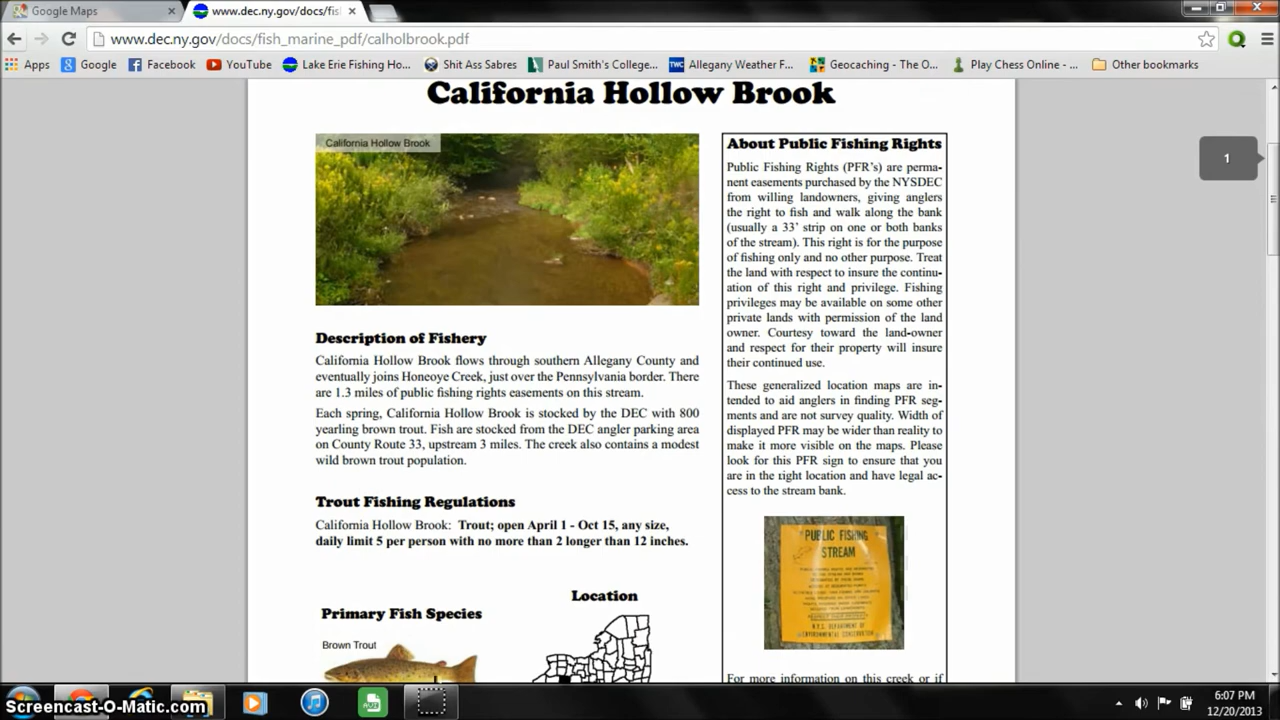 Google Maps
www.dec.ny.gov/docs/fis
www.dec.ny.gov/docs/fish_marine_pdf/calholbrook.pdf
Apps Google Facebook YouTube Lake Erie Fishing Ho... Shit Ass Sabres Paul Smith's College... Allegany Weather F... Geocaching - The O... Play Chess Online - ... Other bookmarks
California Hollow Brook
California Hollow Brook
Description of Fishery
California Hollow Brook flows through southern Allegany County and
eventually joins Honeoye Creek, just over the Pennsylvania border. There
are 1.3 miles of public fishing rights easements on this stream.
Each spring, California Hollow Brook is stocked by the DEC with 800
yearling brown trout. Fish are stocked from the DEC angler parking area
on County Route 33, upstream 3 miles. The creek also contains a modest
wild brown trout population.
Trout Fishing Regulations
California Hollow Brook: Trout; open April 1 - Oct 15, any size,
daily limit 5 per person with no more than 2 longer than 12 inches.
Primary Fish Species
Brown Trout
Location
About Public Fishing Rights
Public Fishing Rights (PFR's) are perma-
nent easements purchased by the NYSDEC
from willing landowners, giving anglers
the right to fish and walk along the bank
(usually a 33' strip on one or both banks
of the stream). This right is for the purpose
of fishing only and no other purpose. Treat
the land with respect to insure the continu-
ation of this right and privilege. Fishing
privileges may be available on some other
private lands with permission of the land
owner. Courtesy toward the land-owner
and respect for their property will insure
their continued use.
These generalized location maps are in-
tended to aid anglers in finding PFR seg-
ments and are not survey quality. Width of
displayed PFR may be wider than reality to
make it more visible on the maps. Please
look for this PFR sign to ensure that you
are in the right location and have legal ac-
cess to the stream bank.
PUBLIC FISHING
STREAM
N.Y.S. DEPARTMENT OF
ENVIRONMENTAL CONSERVATION
For more information on this creek or if
1
Screencast-O-Matic.com
6:07 PM
12/20/2013